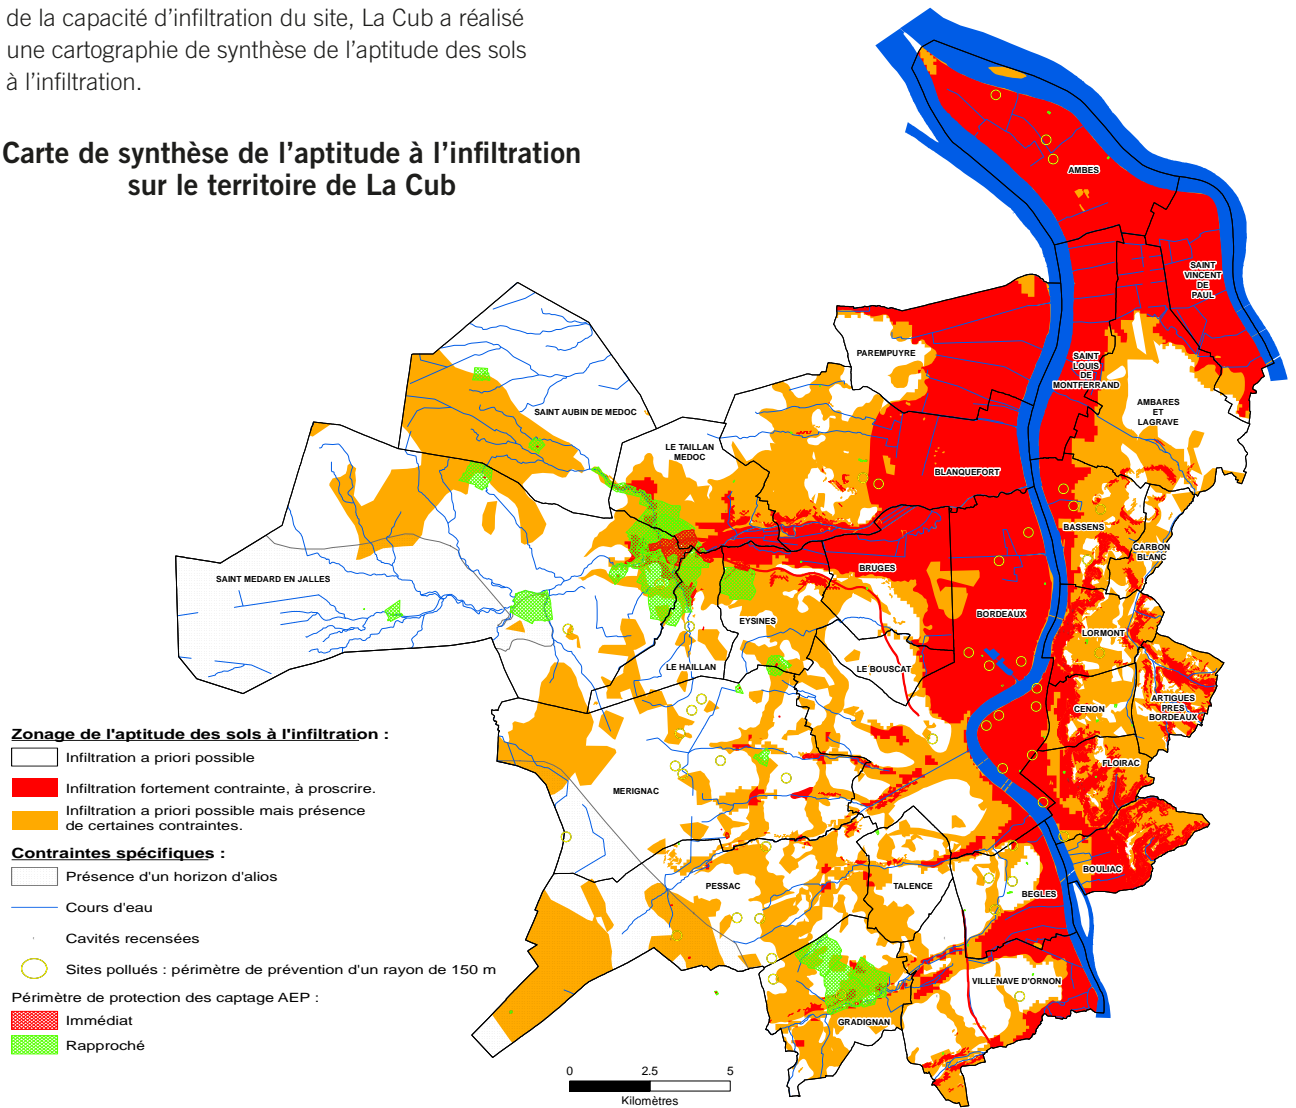 de la capacité d’infiltration du site, La Cub a réalisé
une cartographie de synthèse de l’aptitude des sols
à l’infiltration.
Carte de synthèse de l’aptitude à l’infiltration
sur le territoire de La Cub
AMBES
SAINT
VINCENT
DE
PAUL
PAREMPUYRE
SAINT
LOUIS
DE
MONTFERRAND
AMBARES
ET
LAGRAVE
SAINT AUBIN DE MEDOC
LE TAILLAN
MEDOC
BLANQUEFORT
BASSENS
CARBON
BLANC
SAINT MEDARD EN JALLES
BRUGES
BORDEAUX
EYSINES
LORMONT
LE HAILLAN
LE BOUSCAT
CENON
ARTIGUES
PRES
BORDEAUX
FLOIRAC
MERIGNAC
BOULIAC
PESSAC
TALENCE
BEGLES
VILLENAVE D'ORNON
GRADIGNAN
Zonage de l'aptitude des sols à l'infiltration :
Infiltration a priori possible
Infiltration fortement contrainte, à proscrire.
Infiltration a priori possible mais présence
de certaines contraintes.
Contraintes spécifiques :
Présence d'un horizon d'alios
Cours d'eau
Cavités recensées
Sites pollués : périmètre de prévention d'un rayon de 150 m
Périmètre de protection des captage AEP :
Immédiat
Rapproché
0 2.5 5
Kilomètres